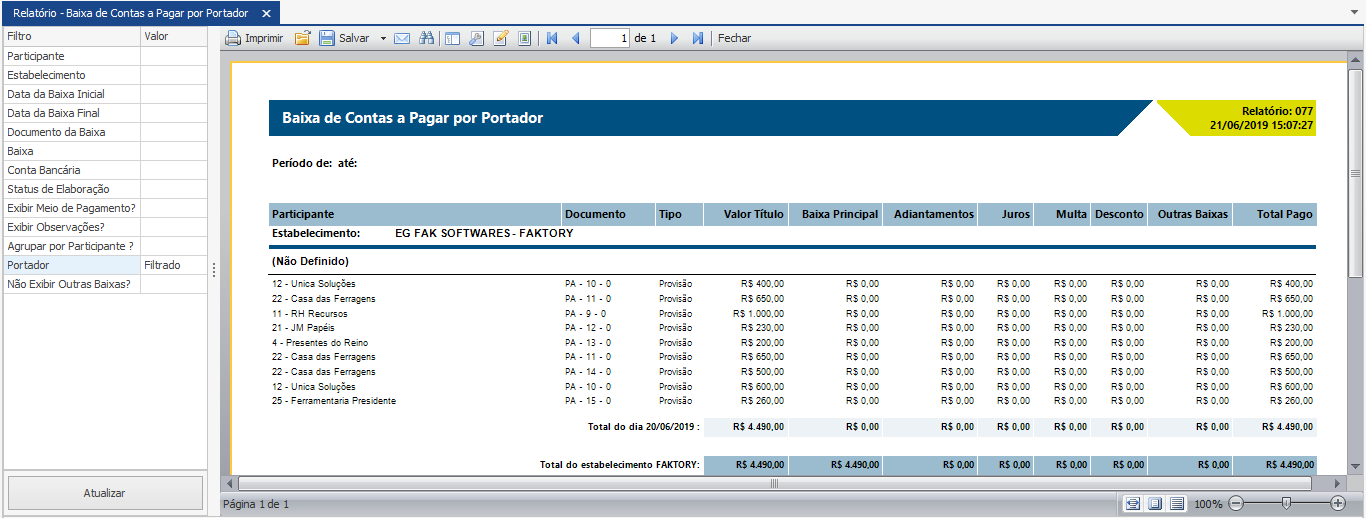 Relatório - Baixa de Contas a Pagar por Portador
Filtro Valor
Participante
Estabelecimento
Data da Baixa Inicial
Data da Baixa Final
Documento da Baixa
Baixa
Conta Bancária
Status de Elaboração
Exibir Meio de Pagamento?
Exibir Observações?
Agrupar por Participante ?
Portador Filtrado
Não Exibir Outras Baixas?
Atualizar
Imprimir Salvar 1 de 1 Fechar
Baixa de Contas a Pagar por Portador
Relatório: 077
21/06/2019 15:07:27
Período de: até:
Participante Documento Tipo Valor Título Baixa Principal Adiantamentos Juros Multa Desconto Outras Baixas Total Pago
Estabelecimento: EG FAK SOFTWARES - FAKTORY
(Não Definido)
12 - Unica Soluções PA - 10 - 0 Provisão R$ 400,00 R$ 0,00 R$ 0,00 R$ 0,00 R$ 0,00 R$ 0,00 R$ 0,00 R$ 400,00
22 - Casa das Ferragens PA - 11 - 0 Provisão R$ 650,00 R$ 0,00 R$ 0,00 R$ 0,00 R$ 0,00 R$ 0,00 R$ 0,00 R$ 650,00
11 - RH Recursos PA - 9 - 0 Provisão R$ 1.000,00 R$ 0,00 R$ 0,00 R$ 0,00 R$ 0,00 R$ 0,00 R$ 0,00 R$ 1.000,00
21 - JM Papéis PA - 12 - 0 Provisão R$ 230,00 R$ 0,00 R$ 0,00 R$ 0,00 R$ 0,00 R$ 0,00 R$ 0,00 R$ 230,00
4 - Presentes do Reino PA - 13 - 0 Provisão R$ 200,00 R$ 0,00 R$ 0,00 R$ 0,00 R$ 0,00 R$ 0,00 R$ 0,00 R$ 200,00
22 - Casa das Ferragens PA - 11 - 0 Provisão R$ 650,00 R$ 0,00 R$ 0,00 R$ 0,00 R$ 0,00 R$ 0,00 R$ 0,00 R$ 650,00
22 - Casa das Ferragens PA - 14 - 0 Provisão R$ 500,00 R$ 0,00 R$ 0,00 R$ 0,00 R$ 0,00 R$ 0,00 R$ 0,00 R$ 500,00
12 - Unica Soluções PA - 10 - 0 Provisão R$ 600,00 R$ 0,00 R$ 0,00 R$ 0,00 R$ 0,00 R$ 0,00 R$ 0,00 R$ 600,00
25 - Ferramentaria Presidente PA - 15 - 0 Provisão R$ 260,00 R$ 0,00 R$ 0,00 R$ 0,00 R$ 0,00 R$ 0,00 R$ 0,00 R$ 260,00
Total do dia 20/06/2019 : R$ 4.490,00 R$ 0,00 R$ 0,00 R$ 0,00 R$ 0,00 R$ 0,00 R$ 0,00 R$ 4.490,00
Total do estabelecimento FAKTORY: R$ 4.490,00 R$ 4.490,00 R$ 0,00 R$ 0,00 R$ 0,00 R$ 0,00 R$ 0,00 R$ 4.490,00
Página 1 de 1 100%